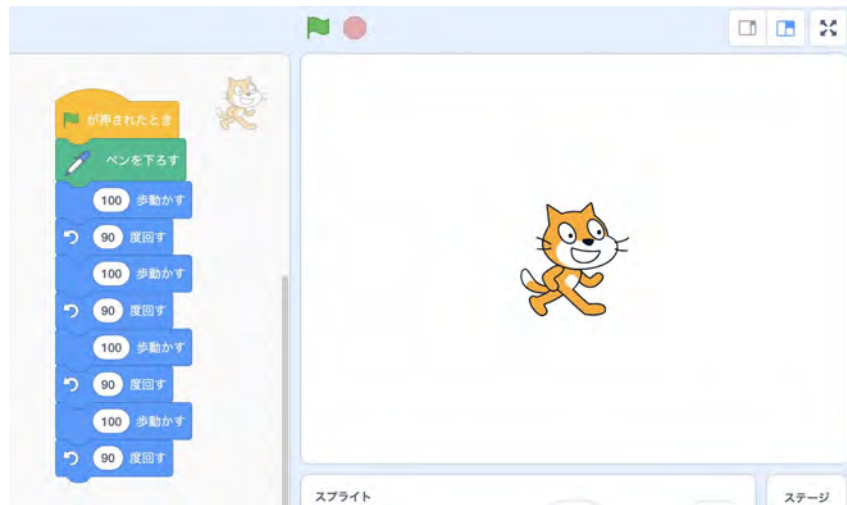 が押されたとき
ペンを下ろす
100 歩動かす
90 度回す
100 歩動かす
90 度回す
100 歩動かす
90 度回す
100 歩動かす
90 度回す
スプライト
ステージ